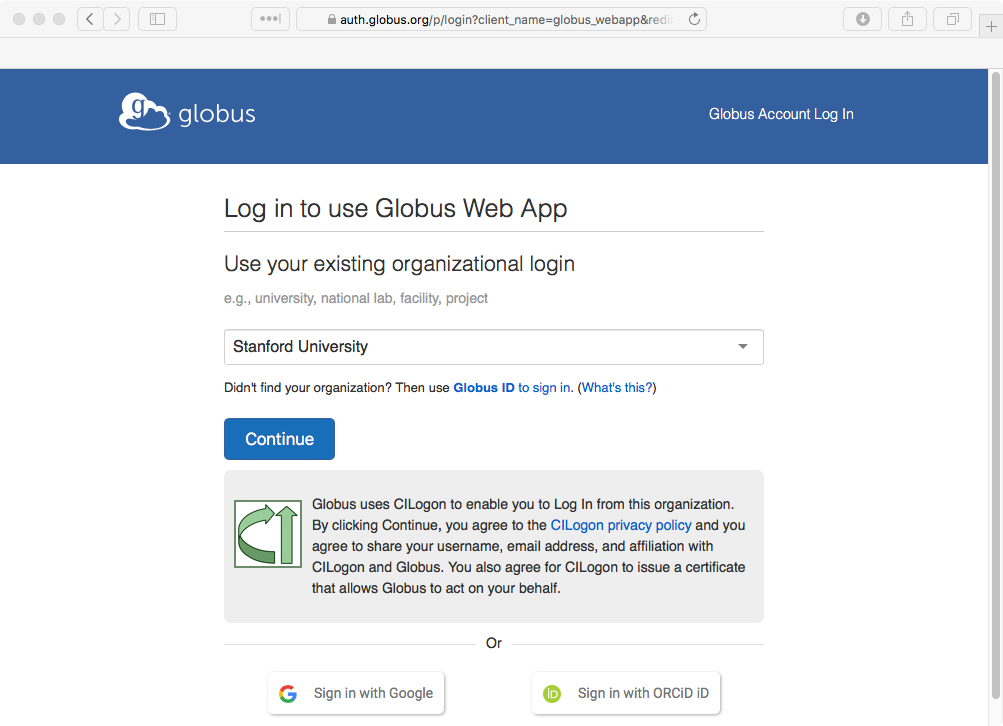 auth.globus.org/p/login?client_name=globus_webapp&redi
globus
Globus Account Log In
Log in to use Globus Web App
Use your existing organizational login
e.g., university, national lab, facility, project
Stanford University
Didn't find your organization? Then use Globus ID to sign in. (What's this?)
Continue
Globus uses CILogon to enable you to Log In from this organization.
By clicking Continue, you agree to the CILogon privacy policy and you
agree to share your username, email address, and affiliation with
CILogon and Globus. You also agree for CILogon to issue a certificate
that allows Globus to act on your behalf.
Or
Sign in with Google
iD Sign in with ORCiD iD